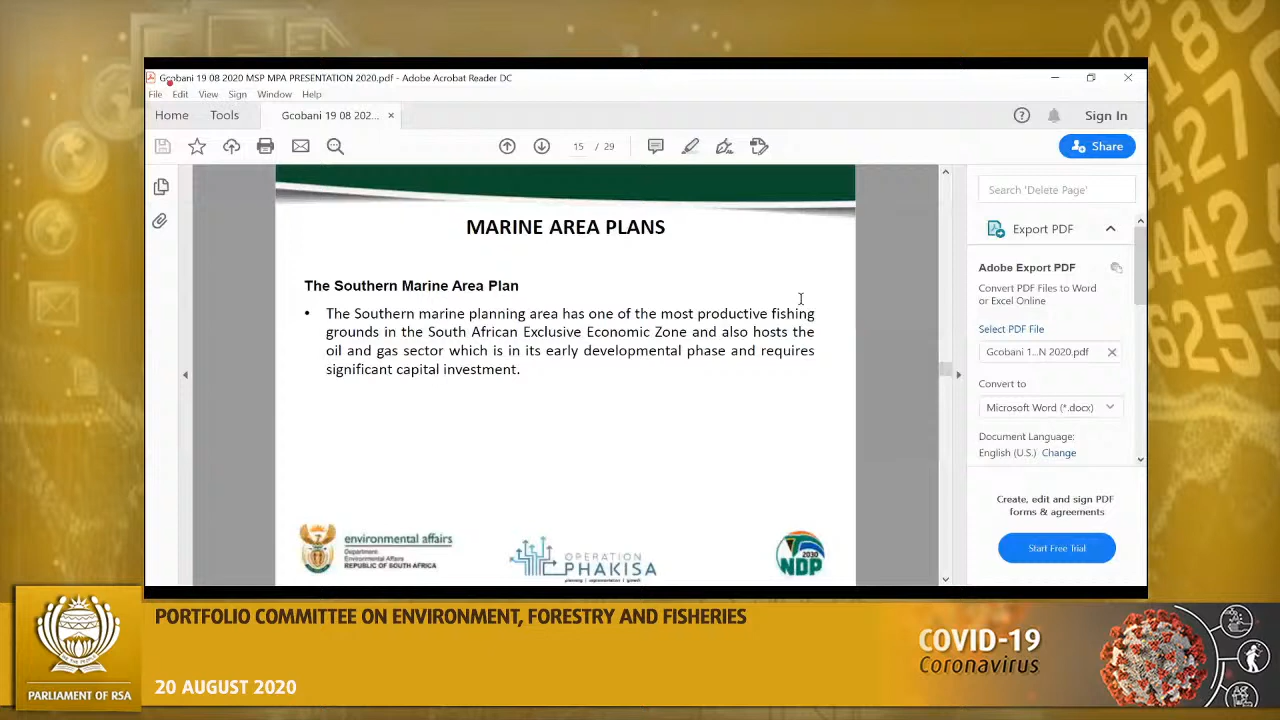 Gcobani 19 08 2020 MSP MPA PRESENTATION 2020.pdf - Adobe Acrobat Reader DC
File Edit View Sign Window Help
Home Tools Gcobani 19 08 202... × Sign In
15 / 29 Share
MARINE AREA PLANS
The Southern Marine Area Plan
• The Southern marine planning area has one of the most productive fishing
grounds in the South African Exclusive Economic Zone and also hosts the
oil and gas sector which is in its early developmental phase and requires
significant capital investment.
environmental affairs
Department:
Environmental Affairs
REPUBLIC OF SOUTH AFRICA
OPERATION
PHAKISA
planning | implementation | growth
2030
NDP
Search 'Delete Page'
Export PDF
Adobe Export PDF
Convert PDF Files to Word
or Excel Online
Select PDF File
Gcobani 1...N 2020.pdf
Convert to
Microsoft Word (*.docx)
Document Language:
English (U.S.) Change
Create, edit and sign PDF
forms & agreements
Start Free Trial
PORTFOLIO COMMITTEE ON ENVIRONMENT, FORESTRY AND FISHERIES
20 AUGUST 2020
PARLIAMENT OF RSA
COVID-19
Coronavirus